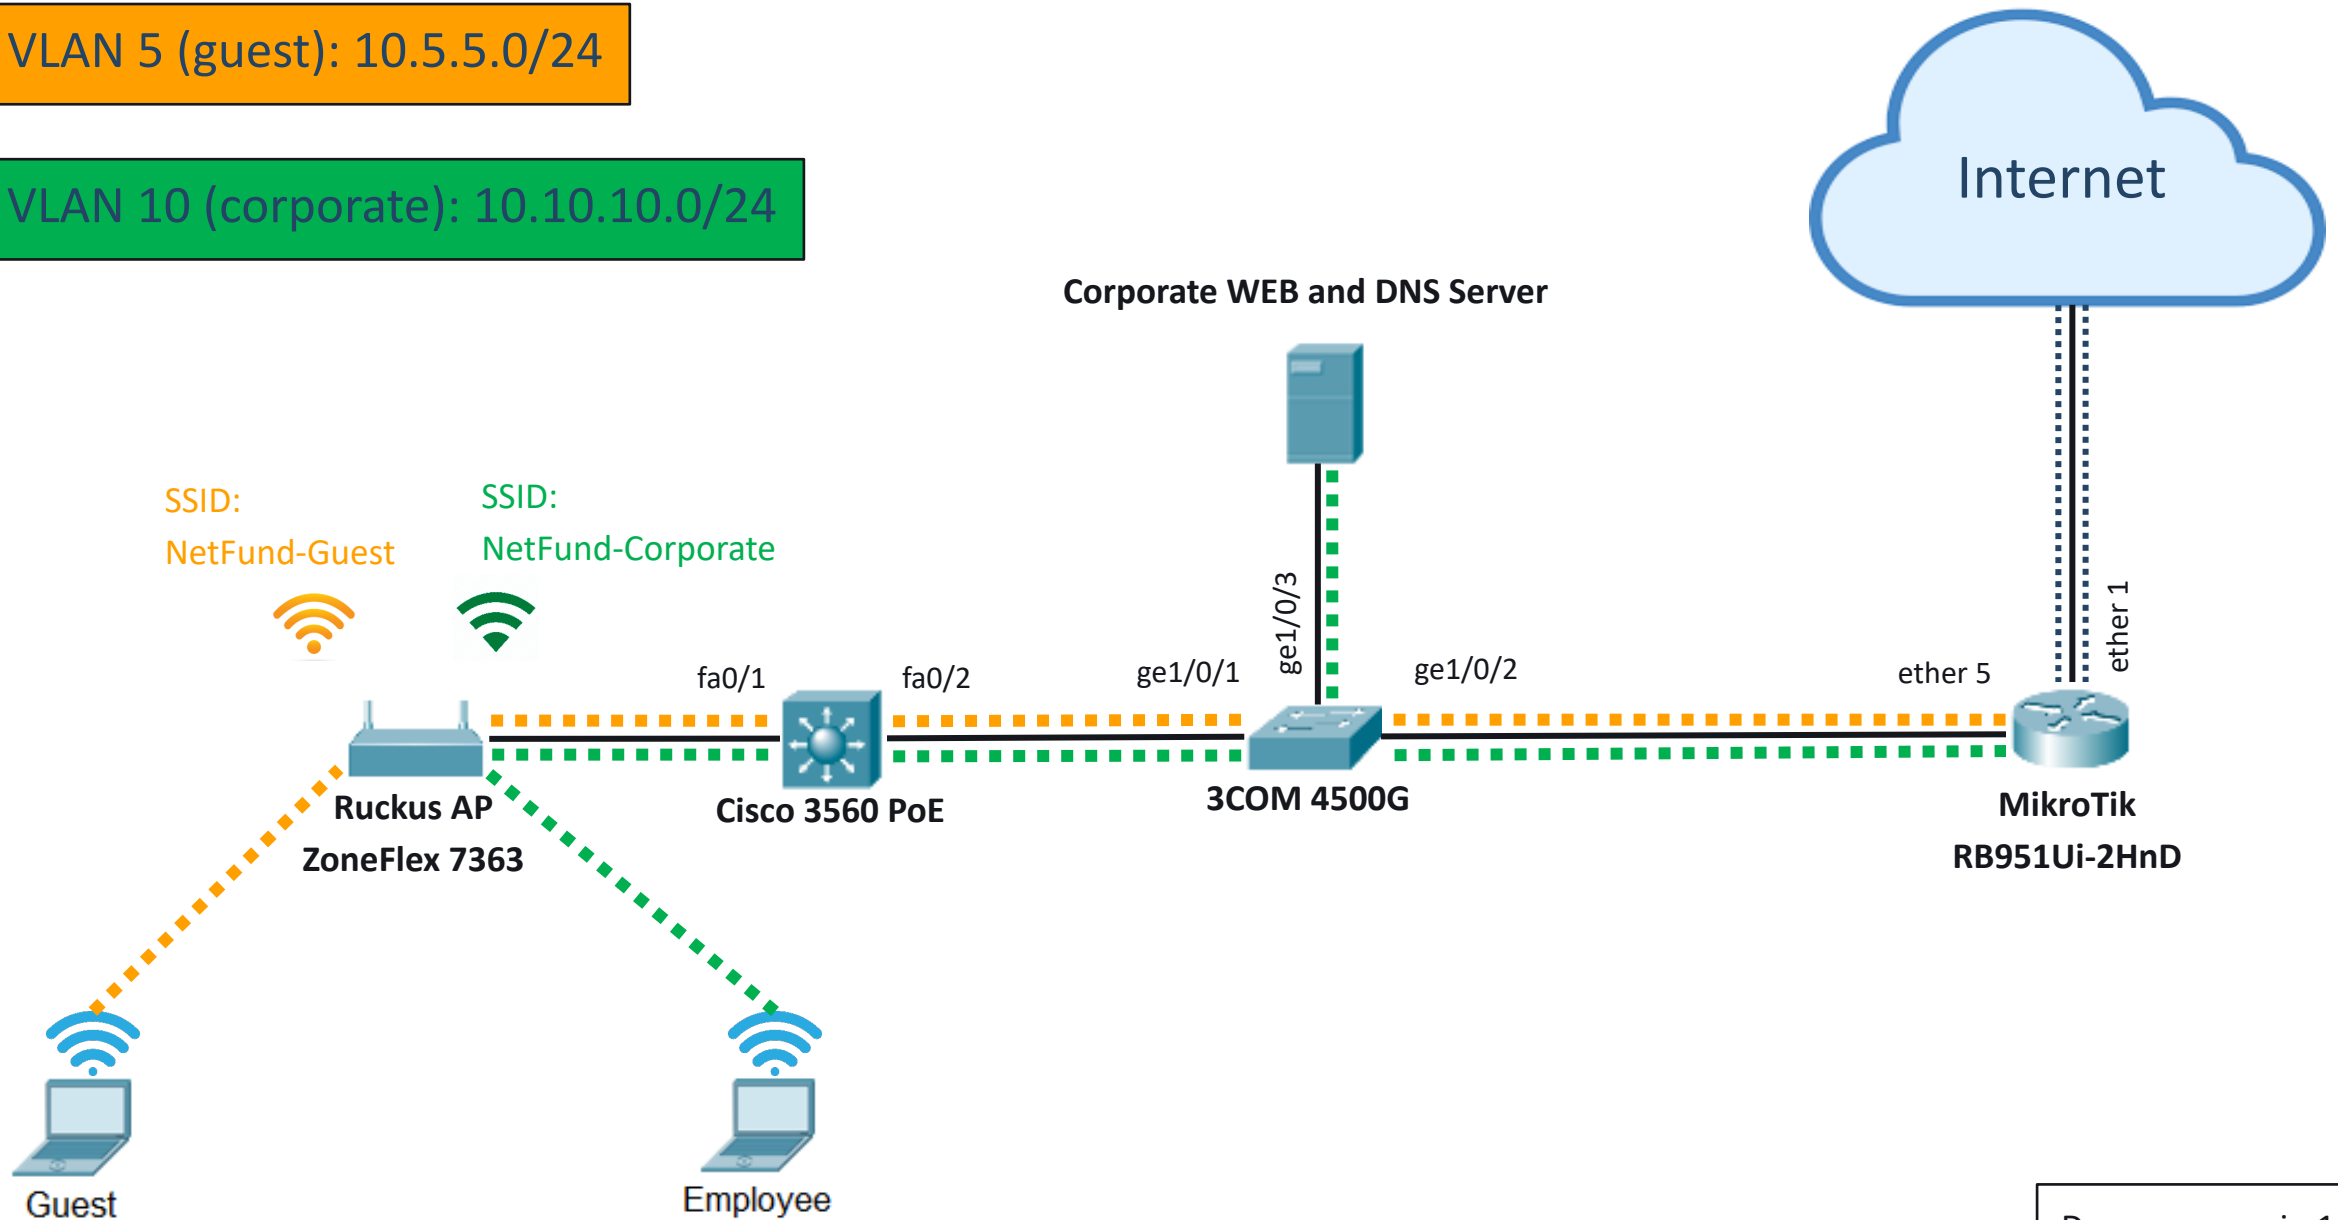 VLAN 5 (guest): 10.5.5.0/24
VLAN 10 (corporate): 10.10.10.0/24
Internet
Corporate WEB and DNS Server
SSID:
NetFund-Guest
SSID:
NetFund-Corporate
ge1/0/3
ether 1
fa0/1
fa0/2
ge1/0/1
ge1/0/2
ether 5
Ruckus AP
ZoneFlex 7363
Cisco 3560 PoE
3COM 4500G
MikroTik
RB951Ui-2HnD
Guest
Employee